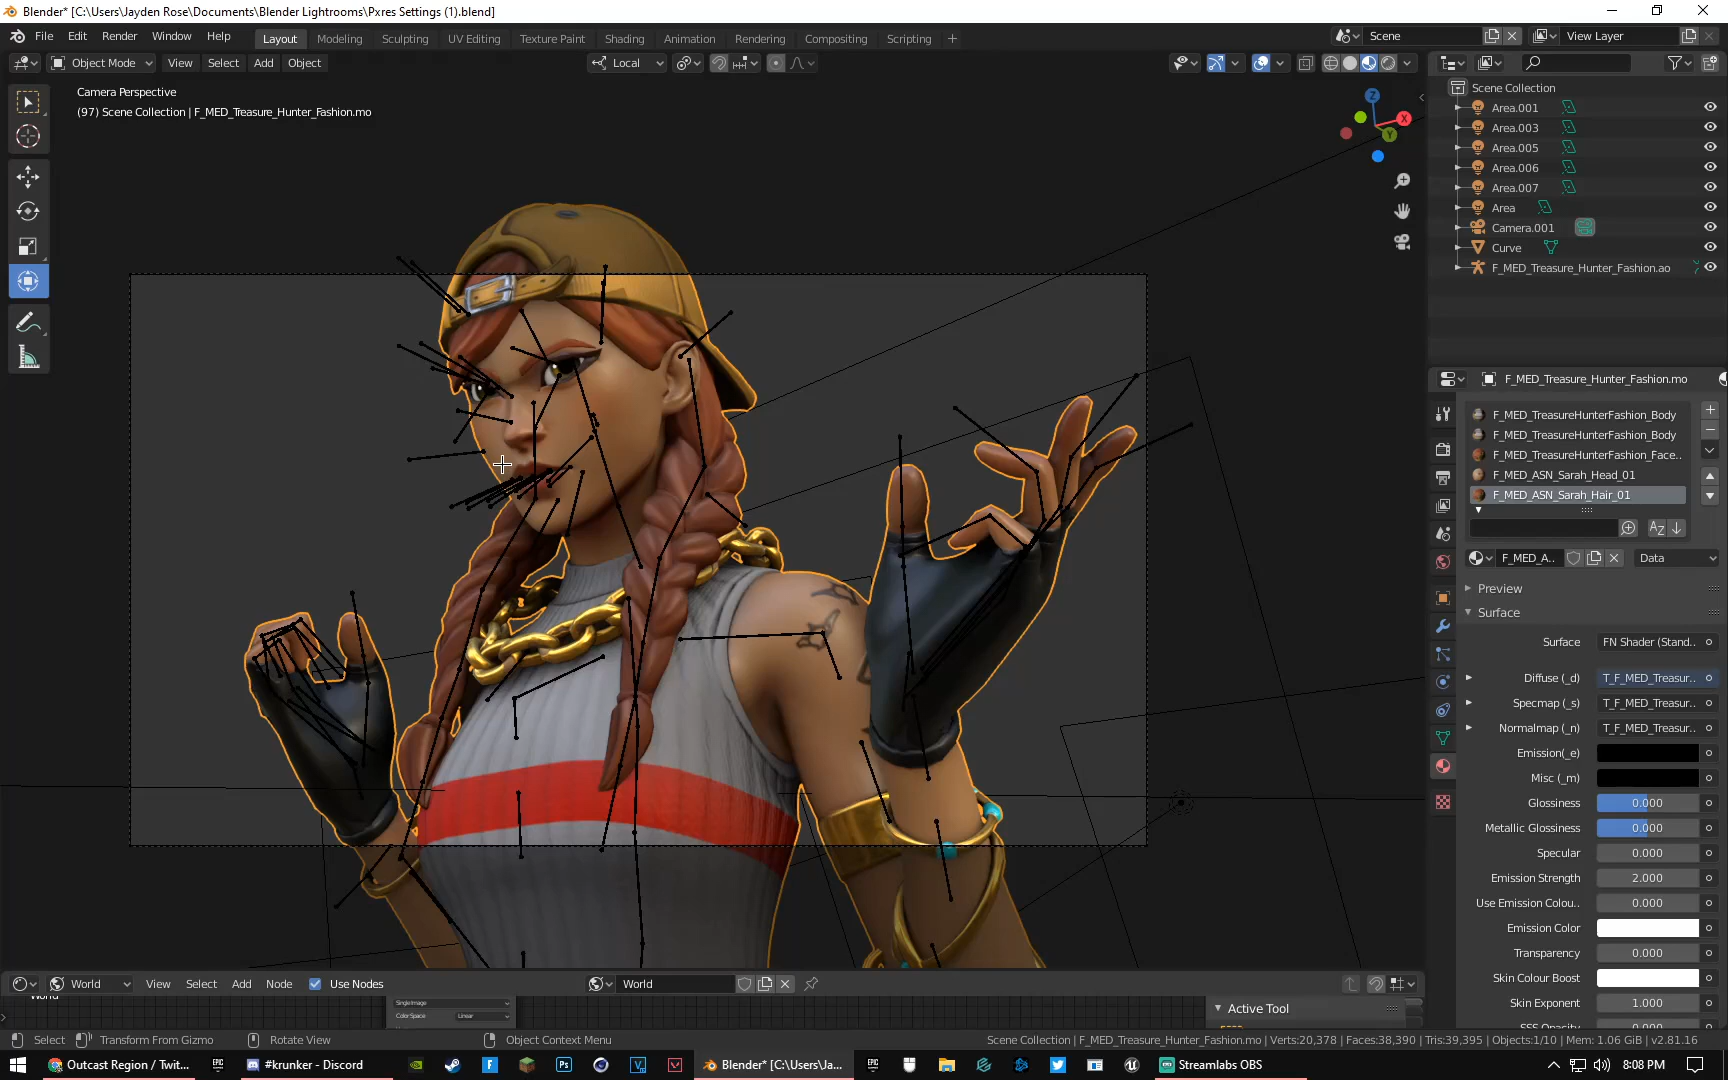 Blender* [C:\Users\Jayden Rose\Documents\Blender Lightrooms\Pxres Settings (1).blend]
File Edit Render Window Help Layout Modeling Sculpting UV Editing Texture Paint Shading Animation Rendering Compositing Scripting + Scene View Layer
Object Mode View Select Add Object Local
Camera Perspective
(97) Scene Collection | F_MED_Treasure_Hunter_Fashion.mo
Z
X
Y
Scene Collection
Area.001
Area.003
Area.005
Area.006
Area.007
Area
Camera.001
Curve
F_MED_Treasure_Hunter_Fashion.ao
F_MED_Treasure_Hunter_Fashion.mo
F_MED_TreasureHunterFashion_Body
F_MED_TreasureHunterFashion_Body
F_MED_TreasureHunterFashion_Face..
F_MED_ASN_Sarah_Head_01
F_MED_ASN_Sarah_Hair_01
F_MED_A.. Data
Preview
Surface
Surface FN Shader (Stand..
Diffuse (_d) T_F_MED_Treasur..
Specmap (_s) T_F_MED_Treasur..
Normalmap (_n) T_F_MED_Treasur..
Emission(_e)
Misc (_m)
Glossiness 0.000
Metallic Glossiness 0.000
Specular 0.000
Emission Strength 2.000
Use Emission Colou.. 0.000
Emission Color
Transparency 0.000
Skin Colour Boost
Skin Exponent 1.000
World View Select Add Node Use Nodes World
World
Single Image
Color Space Linear
Active Tool
Select Transform From Gizmo Rotate View Object Context Menu Scene Collection | F_MED_Treasure_Hunter_Fashion.mo | Verts:20,378 | Faces:38,390 | Tris:39,395 | Objects:1/10 | Mem: 1.06 GiB | v2.81.16
Outcast Region / Twit... #krunker - Discord Blender* [C:\Users\Ja... Streamlabs OBS 8:08 PM